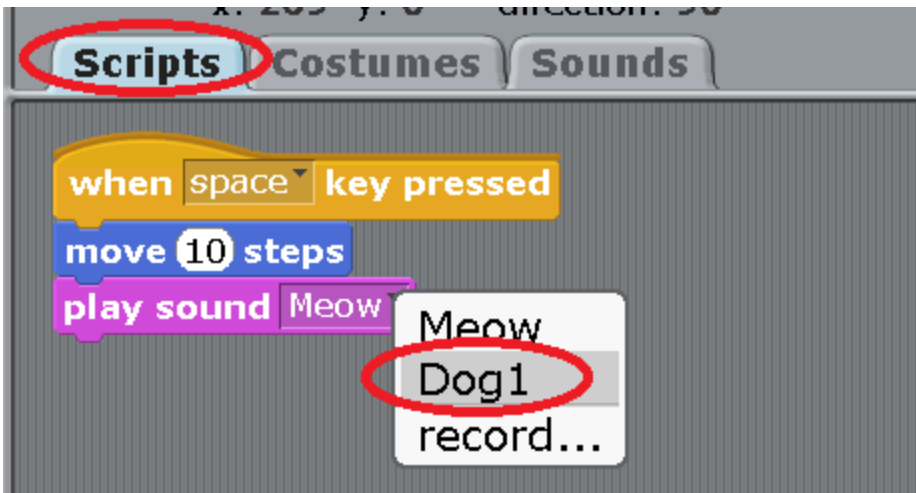 Scripts Costumes Sounds
when space key pressed
move 10 steps
play sound Meow
Meow
Dog1
record...